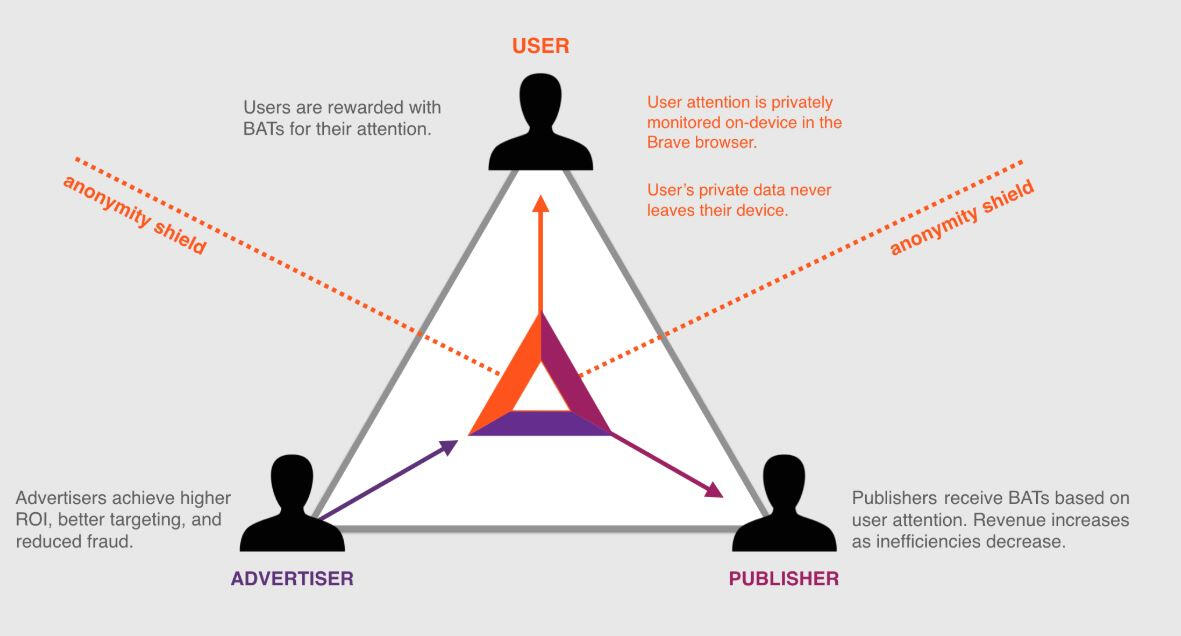 USER
Users are rewarded with
BATs for their attention.
User attention is privately
monitored on-device in the
Brave browser.
User's private data never
leaves their device.
anonymity shield
anonymity shield
Advertisers achieve higher
ROI, better targeting, and
reduced fraud.
ADVERTISER
Publishers receive BATs based on
user attention. Revenue increases
as inefficiencies decrease.
PUBLISHER